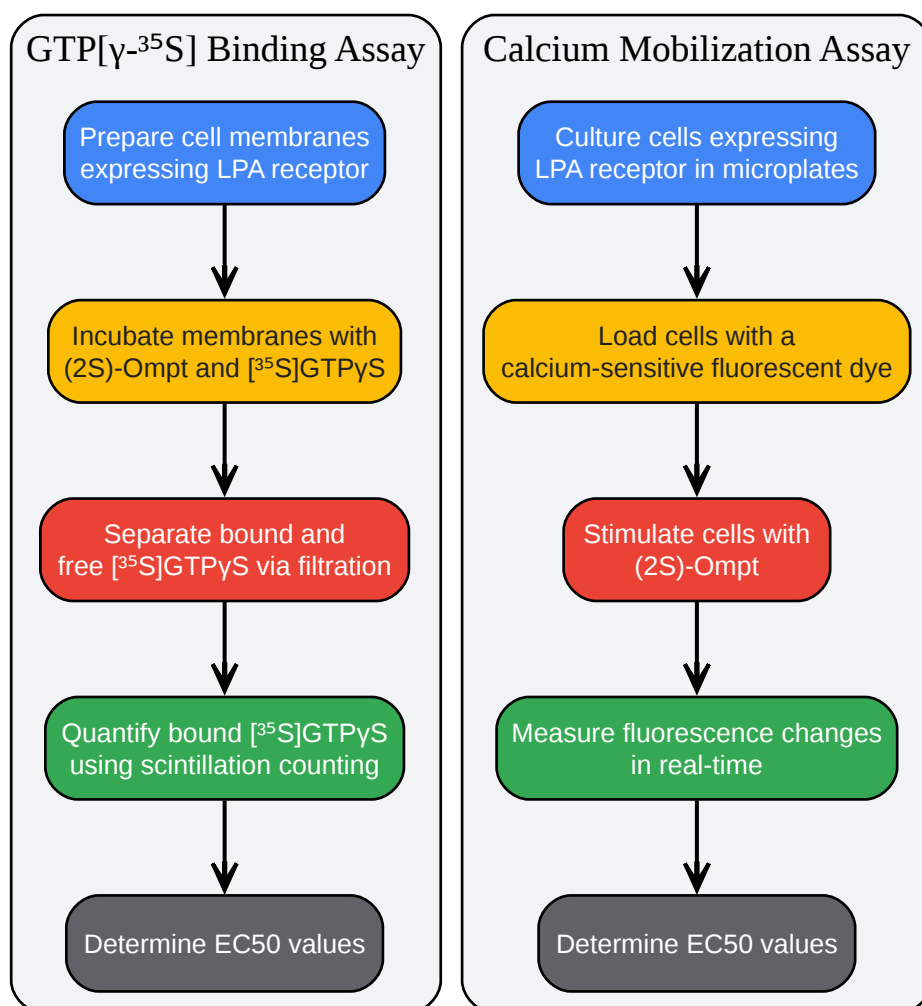 GTP[γ-³⁵S] Binding Assay
Prepare cell membranes
expressing LPA receptor
Incubate membranes with
(2S)-Ompt and [³⁵S]GTPγS
Separate bound and
free [³⁵S]GTPγS via filtration
Quantify bound [³⁵S]GTPγS
using scintillation counting
Determine EC50 values
Calcium Mobilization Assay
Culture cells expressing
LPA receptor in microplates
Load cells with a
calcium-sensitive fluorescent dye
Stimulate cells with
(2S)-Ompt
Measure fluorescence changes
in real-time
Determine EC50 values